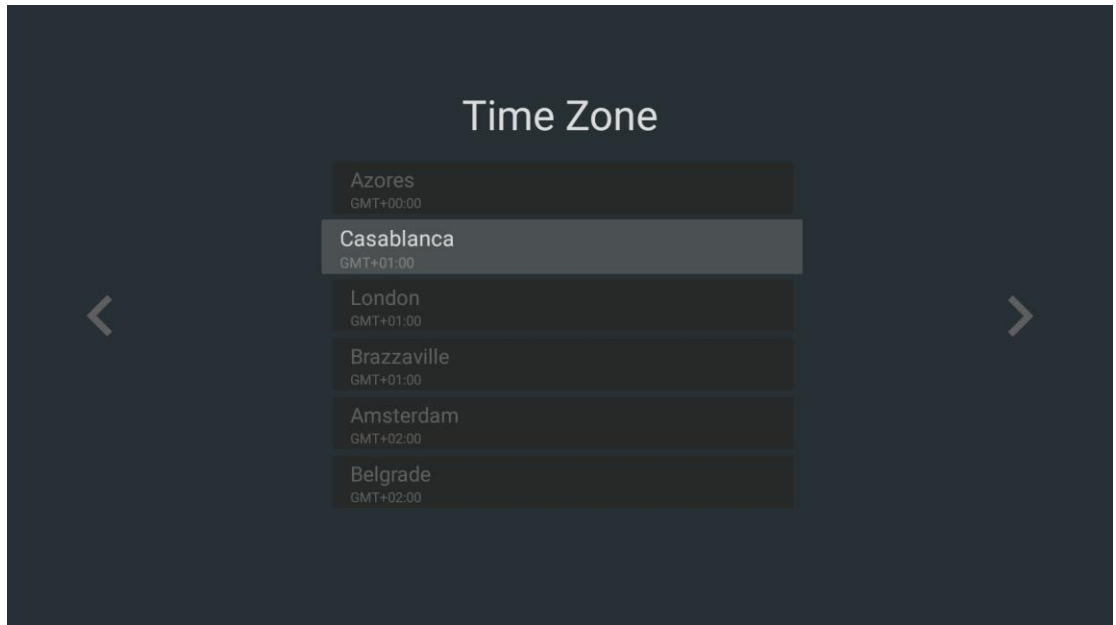 Time Zone
Azores
GMT+00:00
Casablanca
GMT+01:00
London
GMT+01:00
Brazzaville
GMT+01:00
Amsterdam
GMT+02:00
Belgrade
GMT+02:00